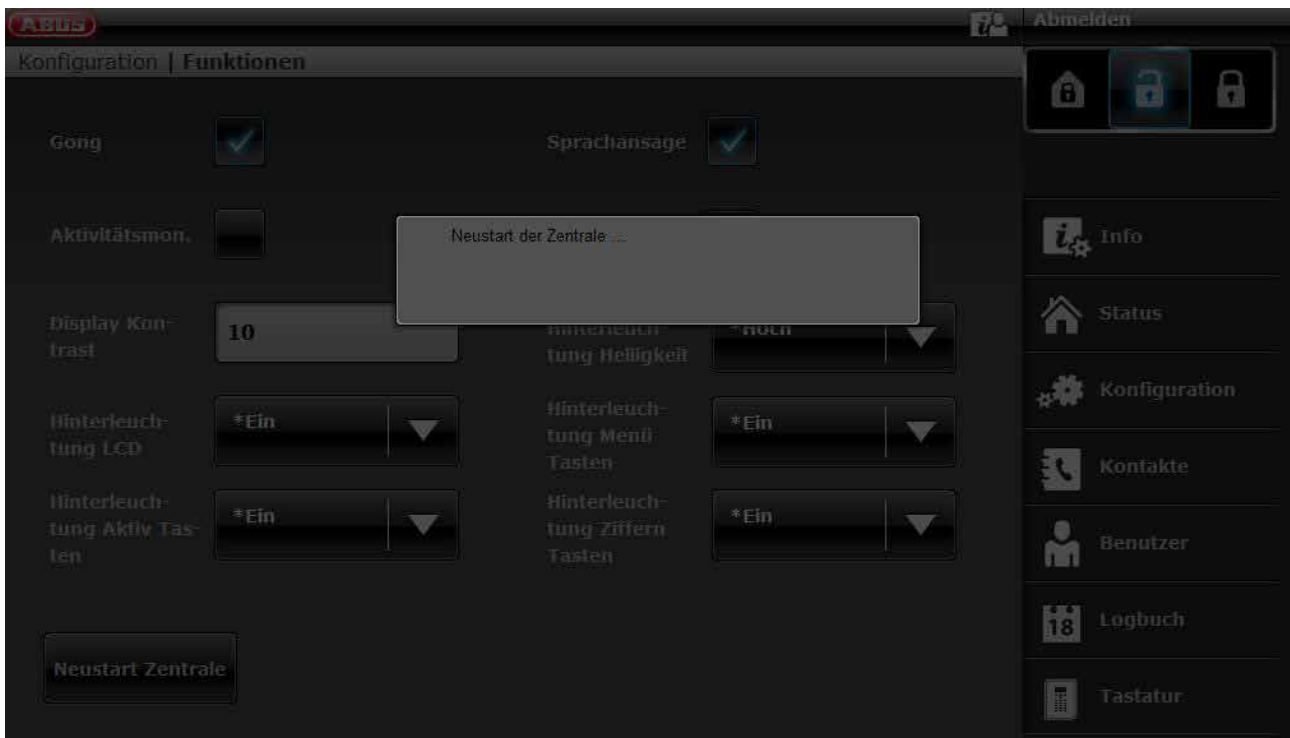 ABUS
Abmelden
Konfiguration | Funktionen
Gong
Sprachansage
Aktivitätsmon.
Neustart der Zentrale ...
Info
Display Kon-
trast
10
Hinterleuch-
tung Helligkeit
*Hoch
Status
Konfiguration
Hinterleuch-
tung LCD
*Ein
Hinterleuch-
tung Menü
Tasten
*Ein
Kontakte
Hinterleuch-
tung Aktiv Tas-
ten
*Ein
Hinterleuch-
tung Ziffern
Tasten
*Ein
Benutzer
18
Logbuch
Neustart Zentrale
Tastatur